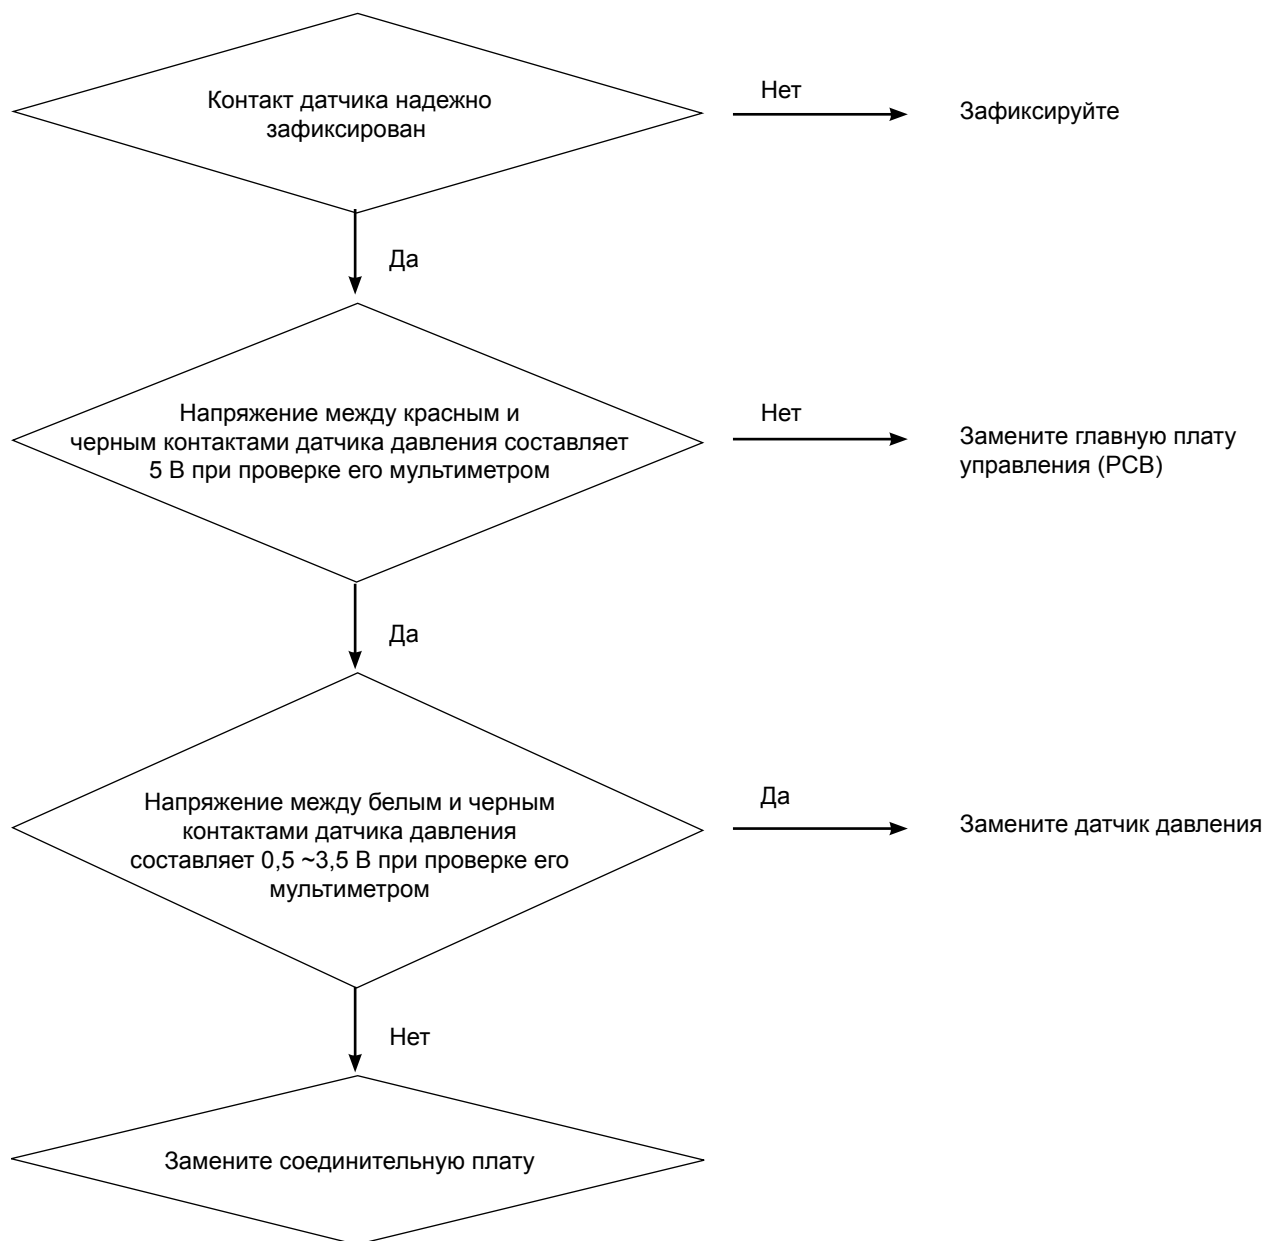 Контакт датчика надежно
зафиксирован
Нет
Зафиксируйте
Да
Напряжение между красным и
черным контактами датчика давления составляет
5 В при проверке его мультиметром
Нет
Замените главную плату
управления (PCB)
Да
Напряжение между белым и черным
контактами датчика давления
составляет 0,5 ~3,5 В при проверке его
мультиметром
Да
Замените датчик давления
Нет
Замените соединительную плату